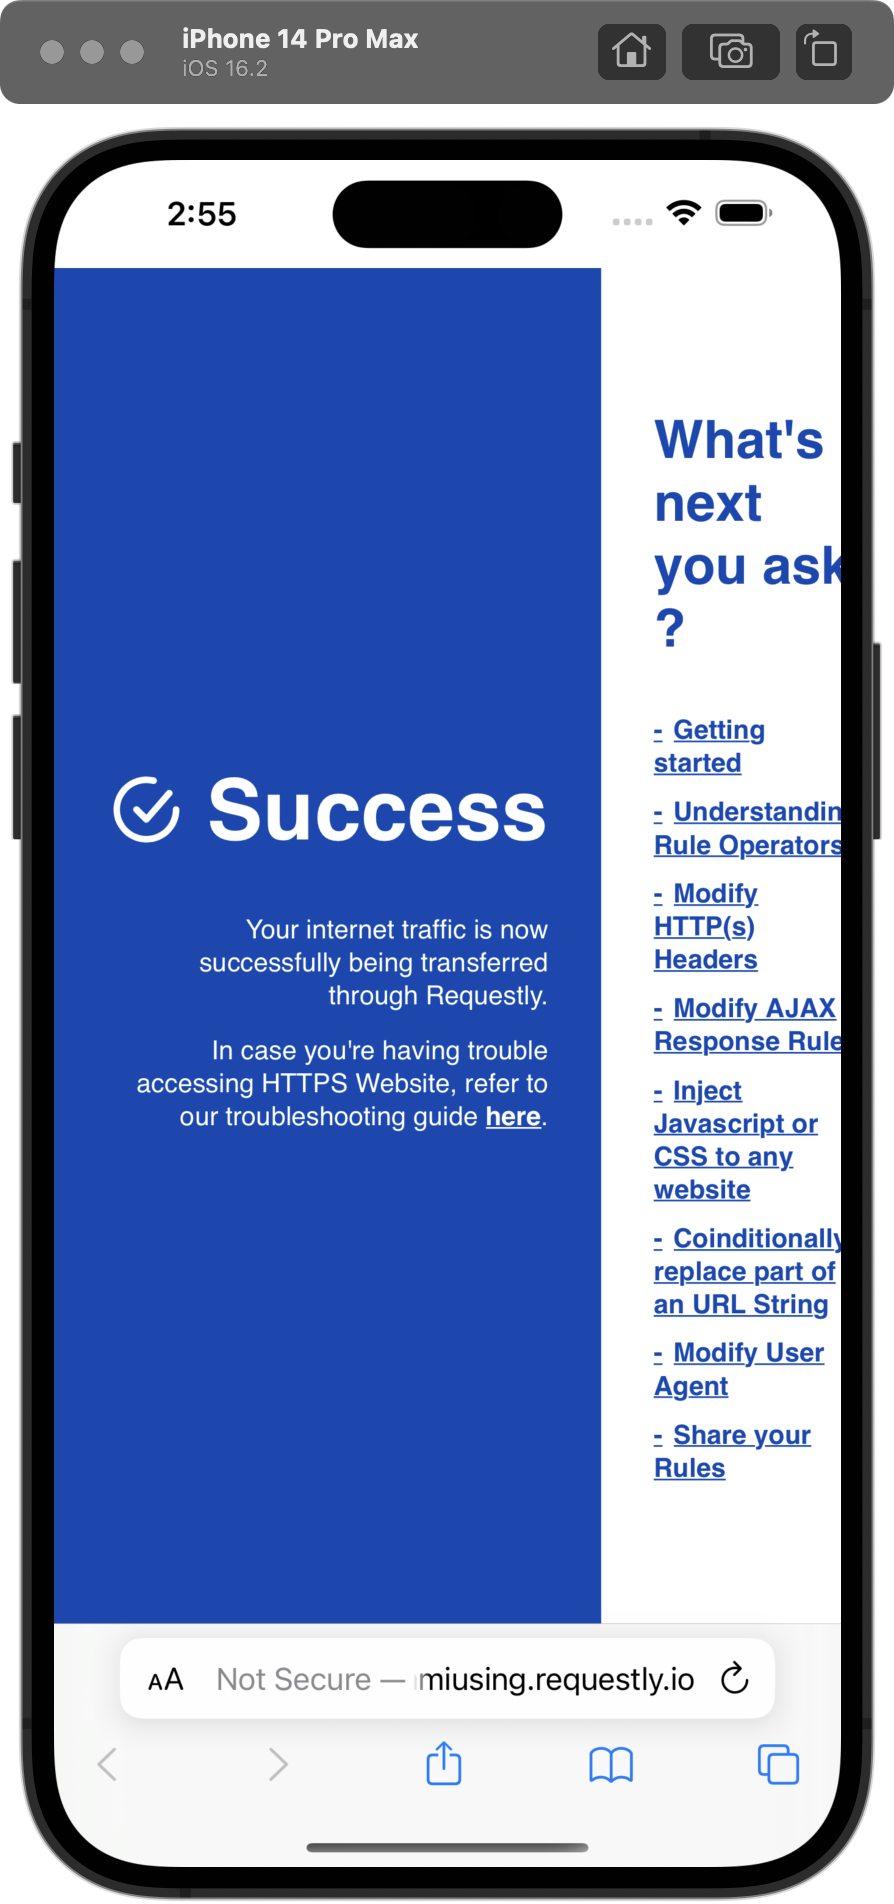 iPhone 14 Pro Max
iOS 16.2
2:55
Success
Your internet traffic is now
successfully being transferred
through Requestly.
In case you're having trouble
accessing HTTPS Website, refer to
our troubleshooting guide here.
What's
next
you ask
?
- Getting
started
- Understandin
Rule Operators
- Modify
HTTP(s)
Headers
- Modify AJAX
Response Rule
- Inject
Javascript or
CSS to any
website
- Coinditionally
replace part of
an URL String
- Modify User
Agent
- Share your
Rules
AA Not Secure — miusing.requestly.io